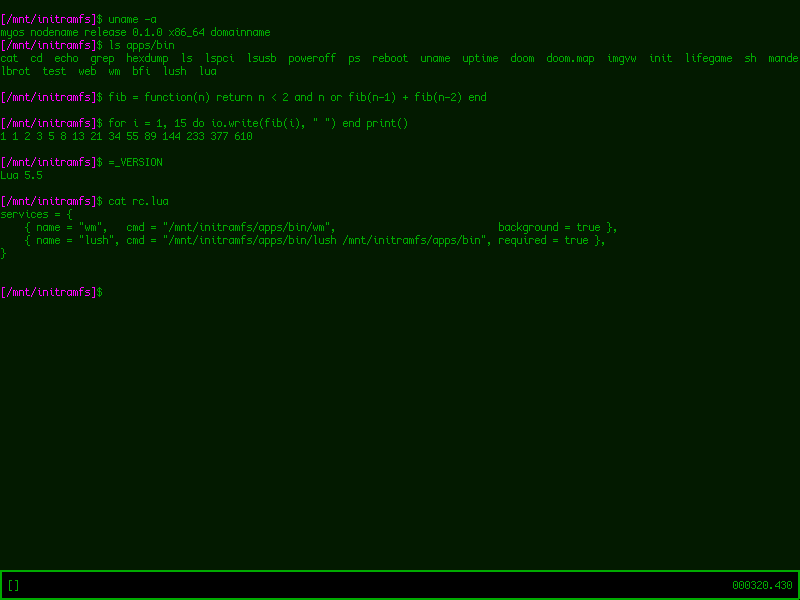 [/mnt/initramfs]$ uname -a
myos nodename release 0.1.0 x86_64 domainname
[/mnt/initramfs]$ ls apps/bin
cat  cd  echo  grep  hexdump  ls  lspci  lsusb  poweroff  ps  reboot  uname  uptime  doom  doom.map  imgvw  init  lifegame  sh  mande
lbrot  test  web  wm  bfi  lush  lua
[/mnt/initramfs]$ fib = function(n) return n < 2 and n or fib(n-1) + fib(n-2) end
[/mnt/initramfs]$ for i = 1, 15 do io.write(fib(i), " ") end print()
1 1 2 3 5 8 13 21 34 55 89 144 233 377 610
[/mnt/initramfs]$ =_VERSION
Lua 5.5
[/mnt/initramfs]$ cat rc.lua
services = {
    { name = "wm",   cmd = "/mnt/initramfs/apps/bin/wm",                           background = true },
    { name = "lush", cmd = "/mnt/initramfs/apps/bin/lush /mnt/initramfs/apps/bin", required = true },
}
[/mnt/initramfs]$
[] 000320.430